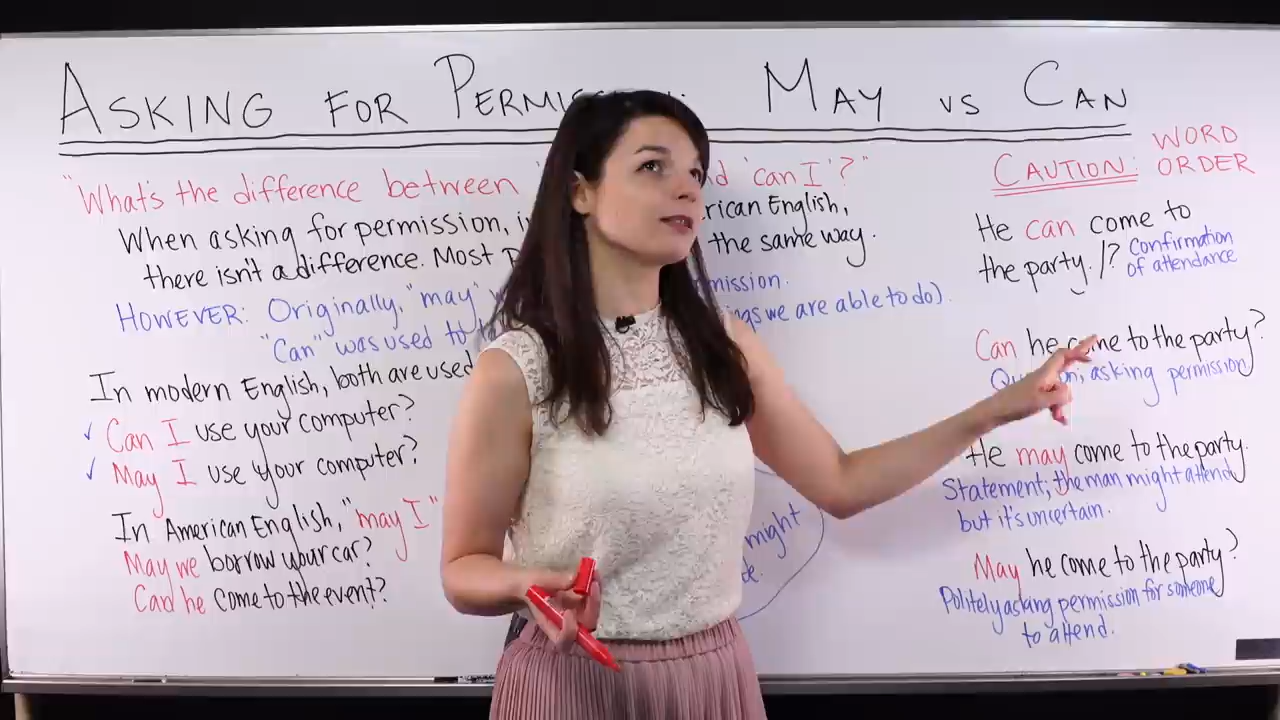 ASKING FOR PERMISS : MAY vs CAN
"What's the difference between " d 'can I'?"
When asking for permission, i rican English,
there isn't a difference. Most p the same way.
HOWEVER: Originally, "may" mission.
"Can" was used to ings we are able to do).
In modern English, both are used
✓ Can I use your computer?
✓ May I use your computer?
In American English, "may I"
May we borrow your car?
Can he come to the event?
might
CAUTION: WORD
ORDER
He can come to
the party. /? Confirmation
of attendance
Can he come to the party?
Qu on, asking permission
He may come to the party.
Statement; the man might attend
but it's uncertain.
May he come to the party?
Politely asking permission for someone
to attend.